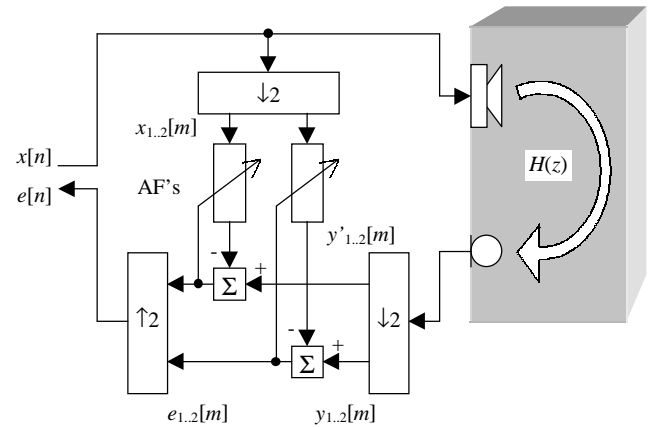 ↓2
x1..2[m]
x[n]
e[n]
AF's
H(z)
y'1..2[m]
-
+
Σ
↑2
↓2
-
+
Σ
e1..2[m]
y1..2[m]